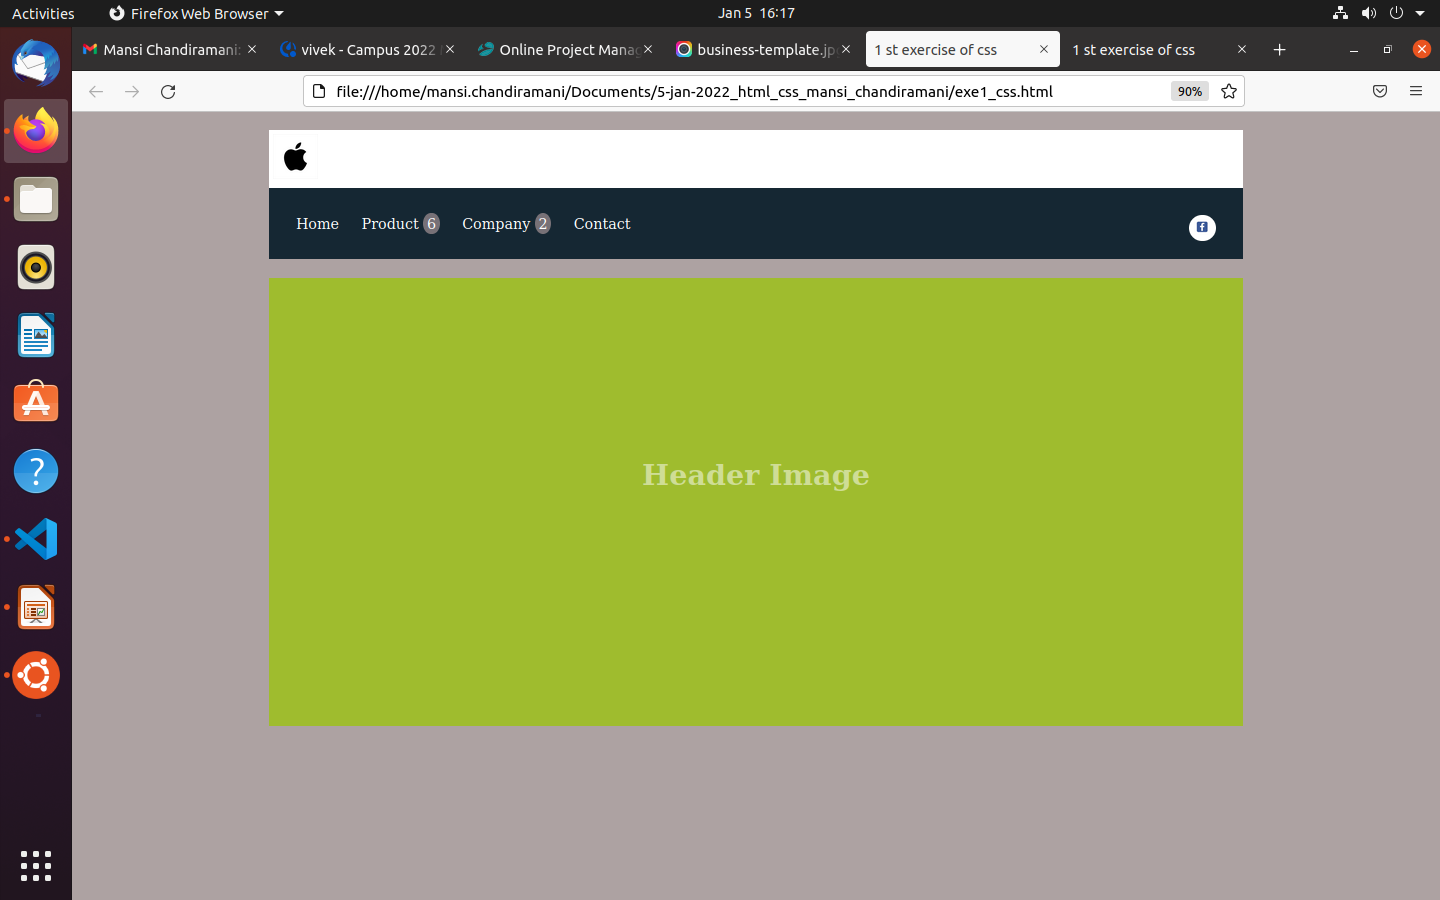 Activities Firefox Web Browser Jan 5 16:17
Mansi Chandiramani vivek - Campus 2022 Online Project Mana business-template.jp 1 st exercise of css 1 st exercise of css
file:///home/mansi.chandiramani/Documents/5-jan-2022_html_css_mansi_chandiramani/exe1_css.html 90%
Home Product 6 Company 2 Contact
Header Image